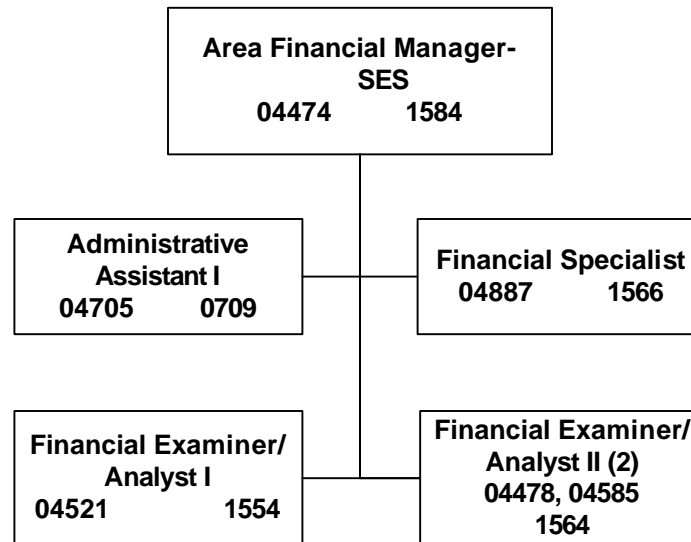 Area Financial Manager-
SES
04474 1584
Administrative
Assistant I
04705 0709
Financial Specialist
04887 1566
Financial Examiner/
Analyst I
04521 1554
Financial Examiner/
Analyst II (2)
04478, 04585
1564